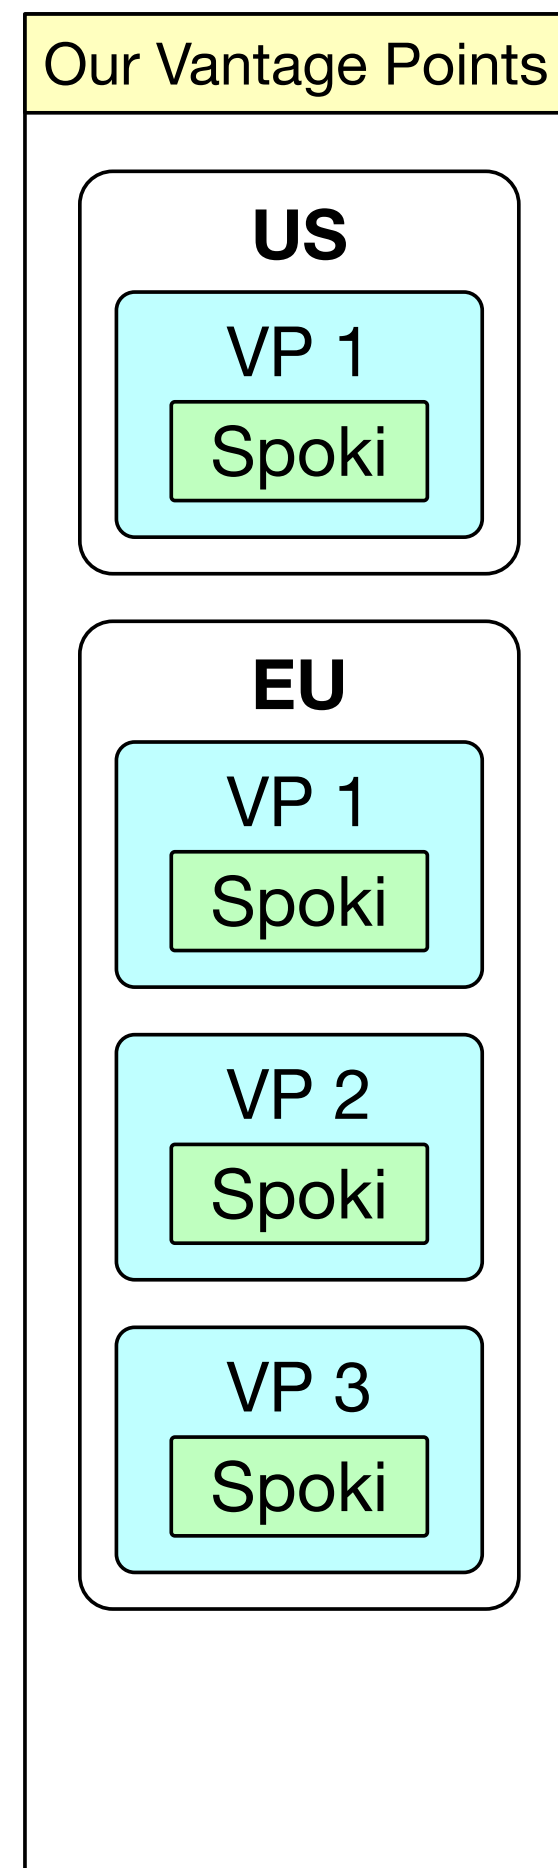 Our Vantage Points
US
VP 1
Spoki
EU
VP 1
Spoki
VP 2
Spoki
VP 3
Spoki